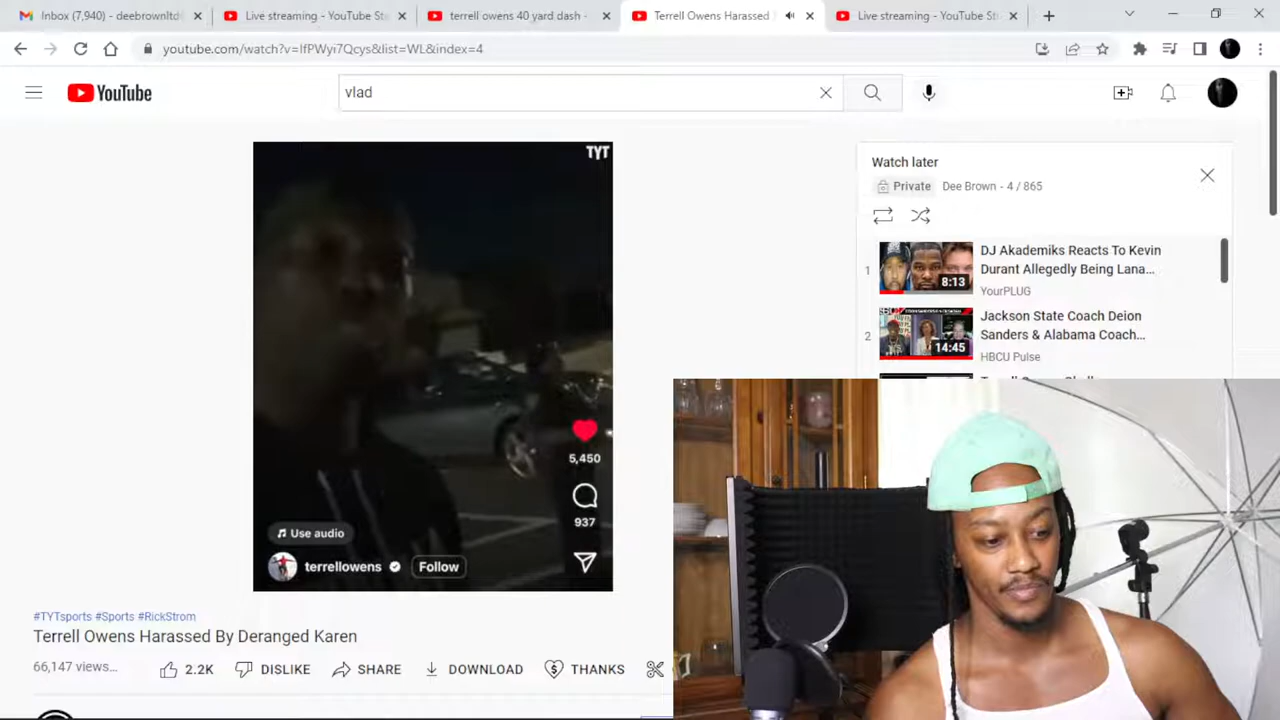 Inbox (7,940) - deebrownltd
Live streaming - YouTube St
terrell owens 40 yard dash -
Terrell Owens Harassed
Live streaming - YouTube St
youtube.com/watch?v=IfPWyi7Qcys&list=WL&index=4
YouTube
vlad
TYT
5,450
937
Use audio
terrellowens
Follow
#TYTsports #Sports #RickStrom
Terrell Owens Harassed By Deranged Karen
66,147 views...
2.2K
DISLIKE
SHARE
DOWNLOAD
THANKS
Watch later
Private
Dee Brown - 4 / 865
1
8:13
DJ Akademiks Reacts To Kevin
Durant Allegedly Being Lana...
YourPLUG
2
14:45
Jackson State Coach Deion
Sanders & Alabama Coach...
HBCU Pulse